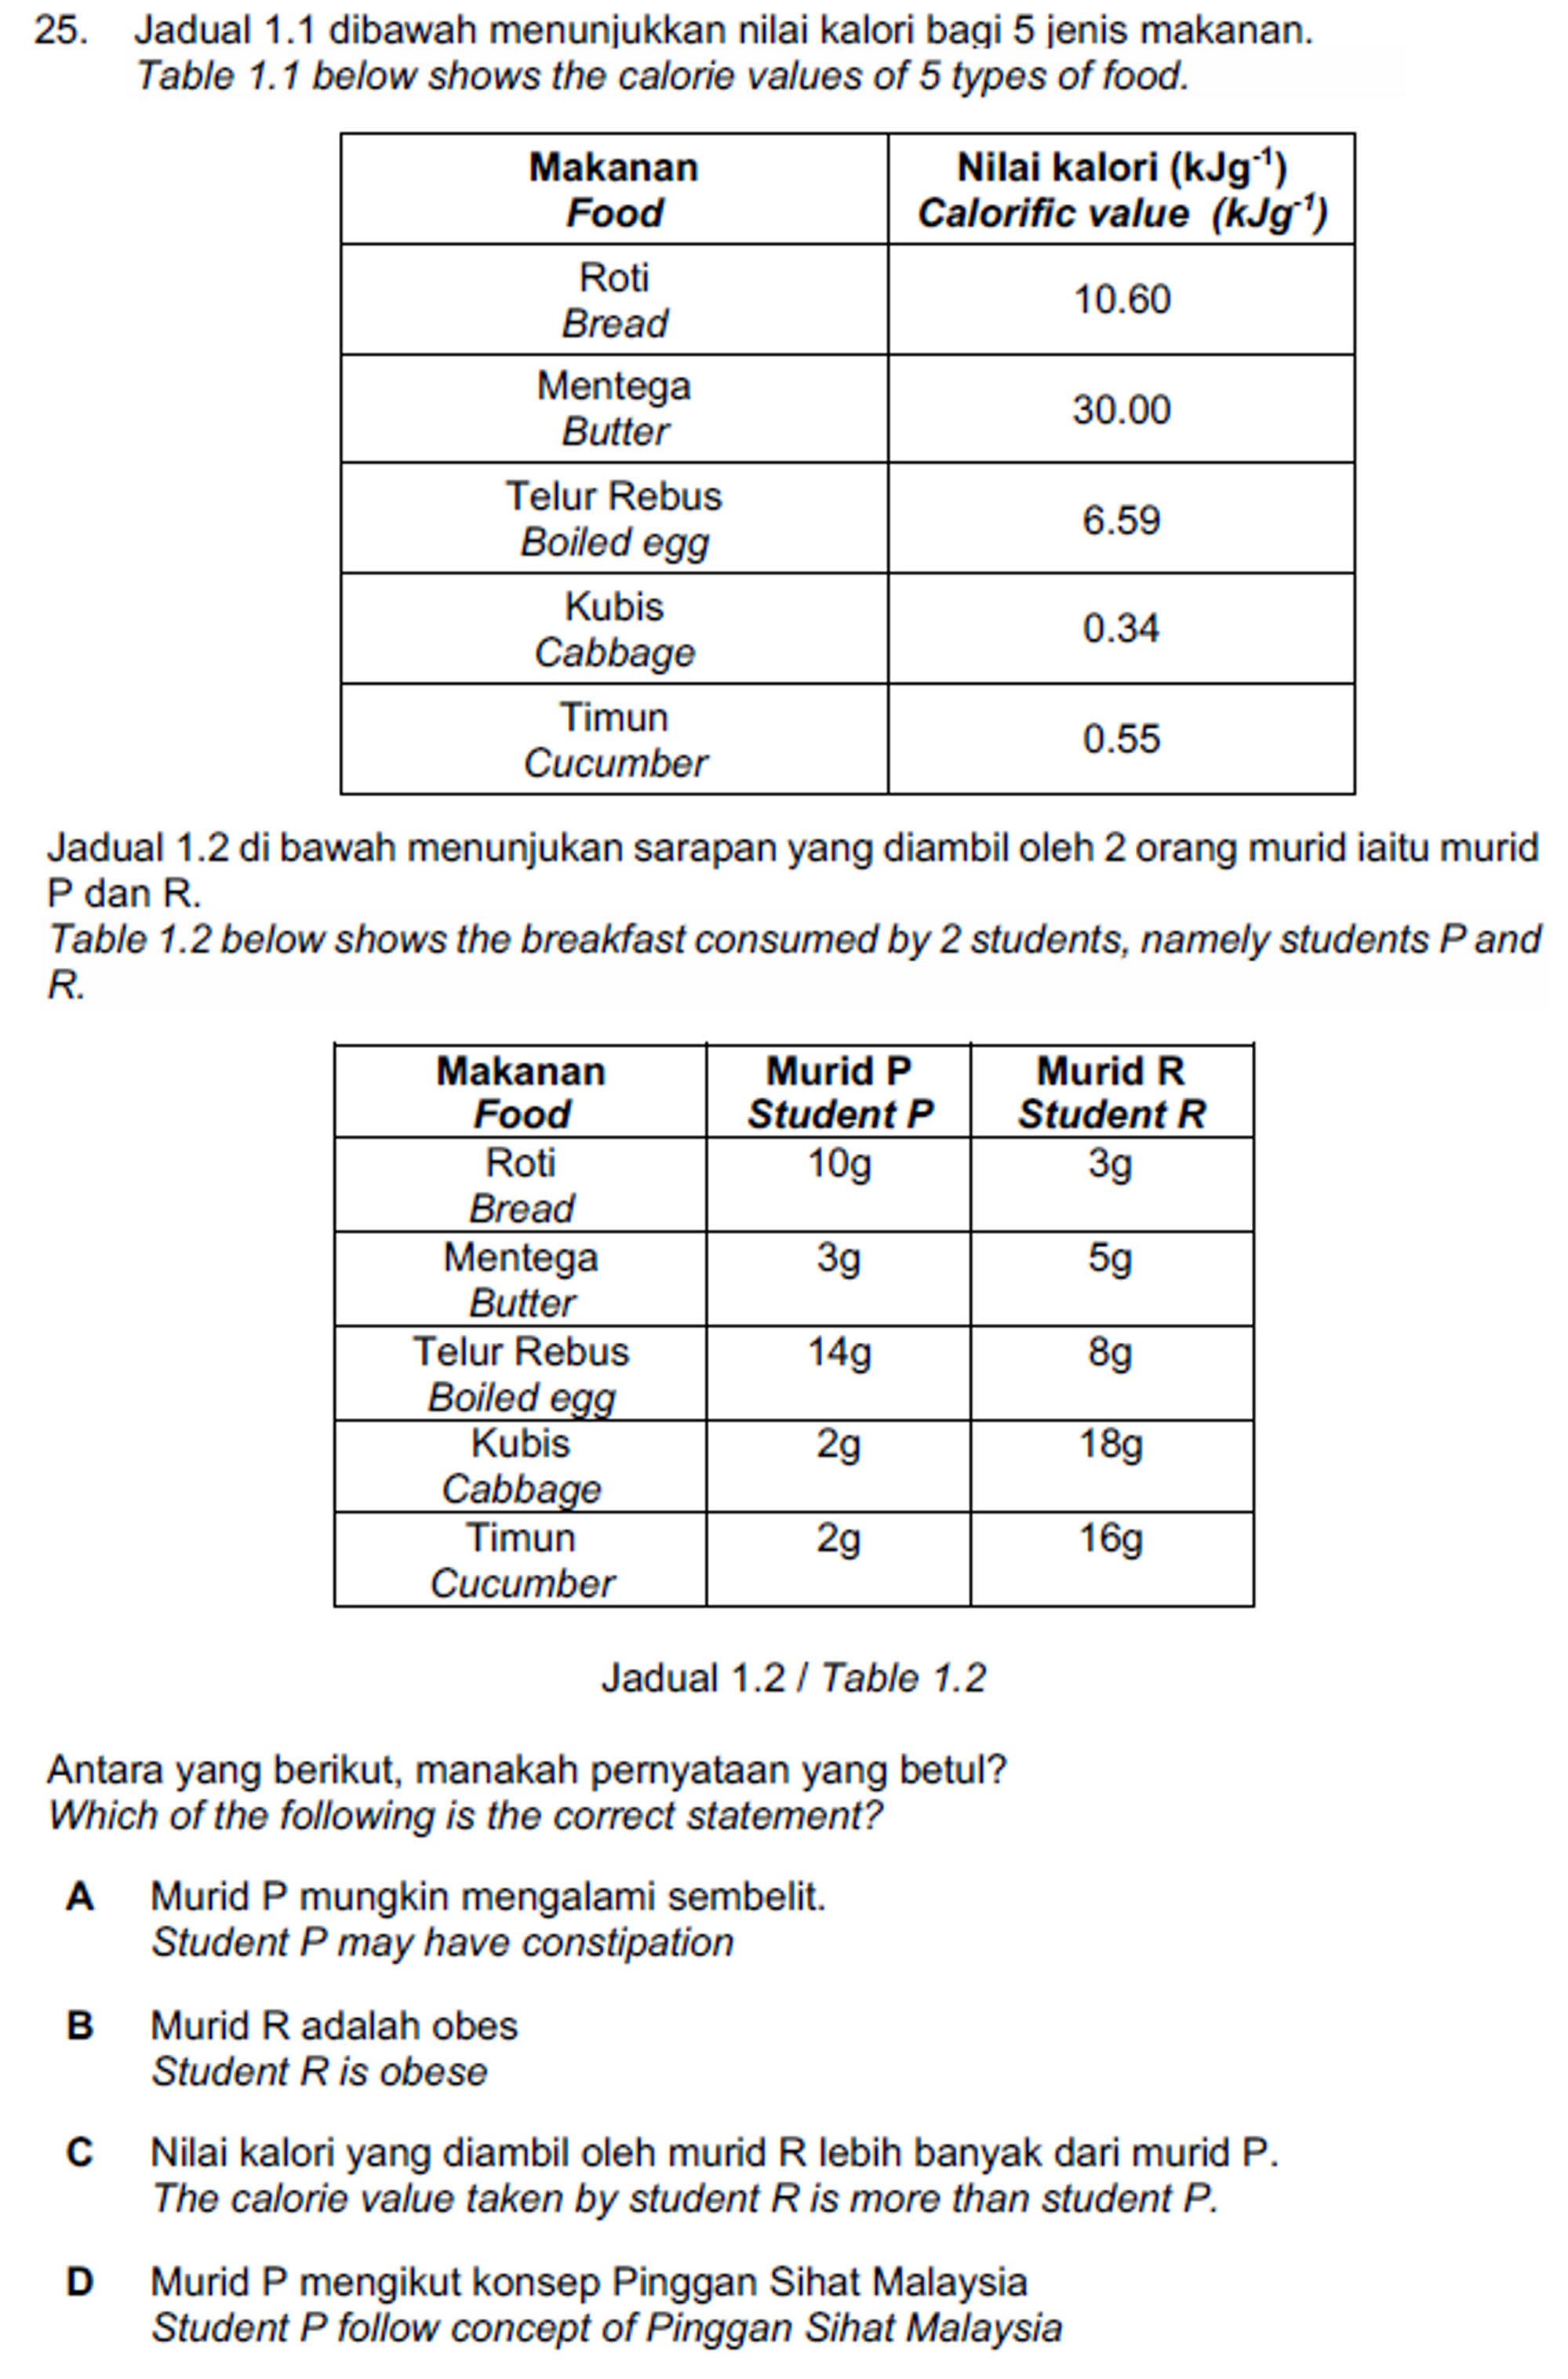 25. Jadual 1.1 dibawah menunjukkan nilai kalori bagi 5 jenis makanan.
Table 1.1 below shows the calorie values of 5 types of food.
Makanan Nilai kalori (kJg⁻¹)
Food Calorific value (kJg⁻¹)
Roti
Bread 10.60
Mentega
Butter 30.00
Telur Rebus
Boiled egg 6.59
Kubis
Cabbage 0.34
Timun
Cucumber 0.55
Jadual 1.2 di bawah menunjukan sarapan yang diambil oleh 2 orang murid iaitu murid
P dan R.
Table 1.2 below shows the breakfast consumed by 2 students, namely students P and
R.
Makanan Murid P Murid R
Food Student P Student R
Roti 10g 3g
Bread
Mentega 3g 5g
Butter
Telur Rebus 14g 8g
Boiled egg
Kubis 2g 18g
Cabbage
Timun 2g 16g
Cucumber
Jadual 1.2 / Table 1.2
Antara yang berikut, manakah pernyataan yang betul?
Which of the following is the correct statement?
A Murid P mungkin mengalami sembelit.
Student P may have constipation
B Murid R adalah obes
Student R is obese
C Nilai kalori yang diambil oleh murid R lebih banyak dari murid P.
The calorie value taken by student R is more than student P.
D Murid P mengikut konsep Pinggan Sihat Malaysia
Student P follow concept of Pinggan Sihat Malaysia